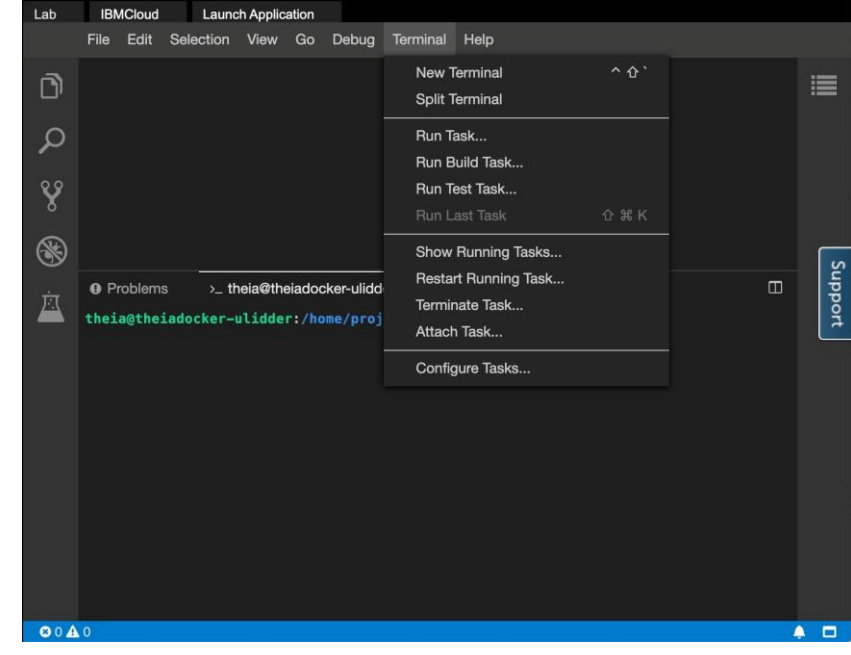 Lab IBMCloud Launch Application
File Edit Selection View Go Debug Terminal Help
New Terminal ^ ⇧ `
Split Terminal
Run Task...
Run Build Task...
Run Test Task...
Run Last Task ⇧ ⌘ K
Show Running Tasks...
Restart Running Task...
Terminate Task...
Attach Task...
Configure Tasks...
Problems >_ theia@theiadocker-ulidd
theia@theiadocker-ulidder:/home/proj
Support
0 0